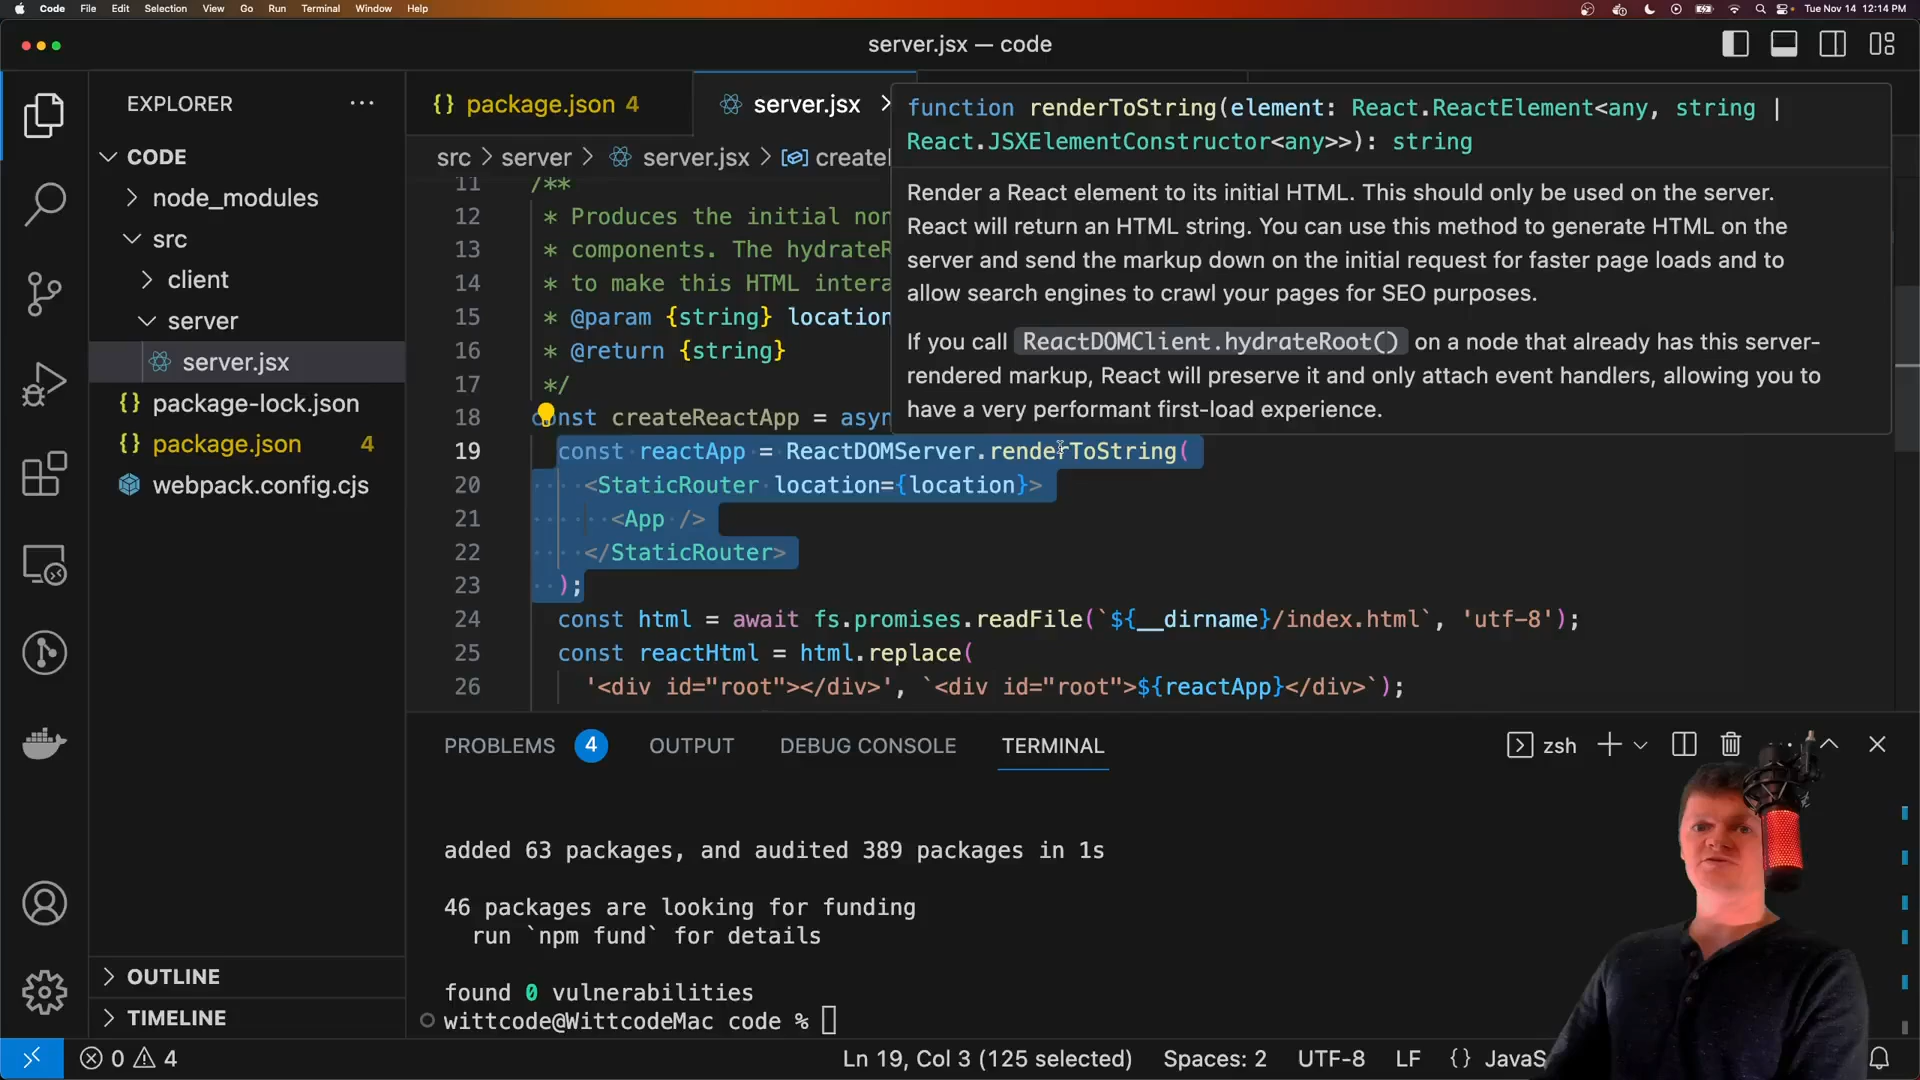 Code File Edit Selection View Go Run Terminal Window Help
Tue Nov 14 12:14 PM
server.jsx — code
EXPLORER
CODE
node_modules
src
client
server
server.jsx
package-lock.json
package.json 4
webpack.config.cjs
OUTLINE
TIMELINE
{} package.json 4
server.jsx
src > server > server.jsx >
function renderToString(element: React.ReactElement<any, string |
React.JSXElementConstructor<any>>): string
Render a React element to its initial HTML. This should only be used on the server.
React will return an HTML string. You can use this method to generate HTML on the
server and send the markup down on the initial request for faster page loads and to
allow search engines to crawl your pages for SEO purposes.
If you call ReactDOMClient.hydrateRoot() on a node that already has this server-
rendered markup, React will preserve it and only attach event handlers, allowing you to
have a very performant first-load experience.
11 /**
12 * Produces the initial non
13 * components. The hydrateR
14 * to make this HTML intera
15 * @param {string} location
16 * @return {string}
17 */
18 const createReactApp = asyn
19 const reactApp = ReactDOMServer.renderToString(
20 <StaticRouter location={location}>
21 <App />
22 </StaticRouter>
23 );
24 const html = await fs.promises.readFile(`${__dirname}/index.html`, 'utf-8');
25 const reactHtml = html.replace(
26 '<div id="root"></div>', `<div id="root">${reactApp}</div>`);
PROBLEMS 4 OUTPUT DEBUG CONSOLE TERMINAL
zsh
added 63 packages, and audited 389 packages in 1s
46 packages are looking for funding
run `npm fund` for details
found 0 vulnerabilities
wittcode@WittcodeMac code %
0 4
Ln 19, Col 3 (125 selected) Spaces: 2 UTF-8 LF {} JavaS